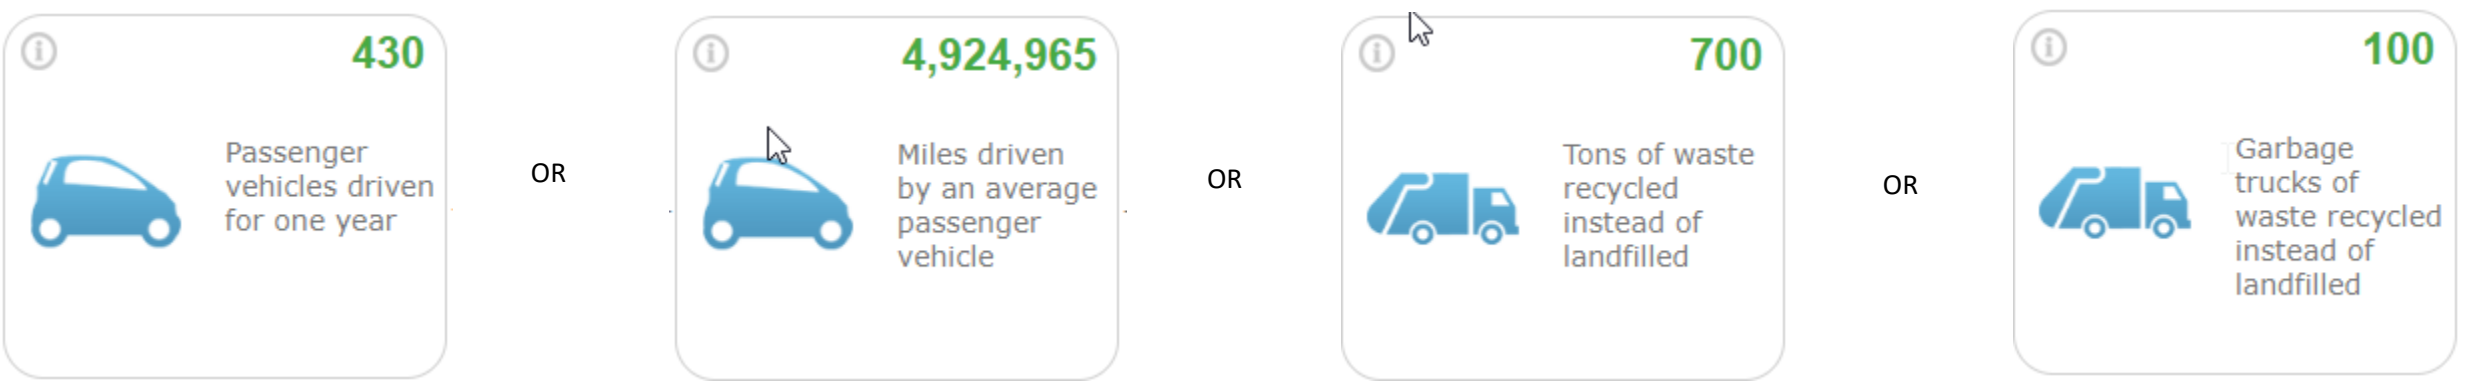 430
Passenger
vehicles driven
for one year
OR
4,924,965
Miles driven
by an average
passenger
vehicle
OR
700
Tons of waste
recycled
instead of
landfilled
OR
100
Garbage
trucks of
waste recycled
instead of
landfilled